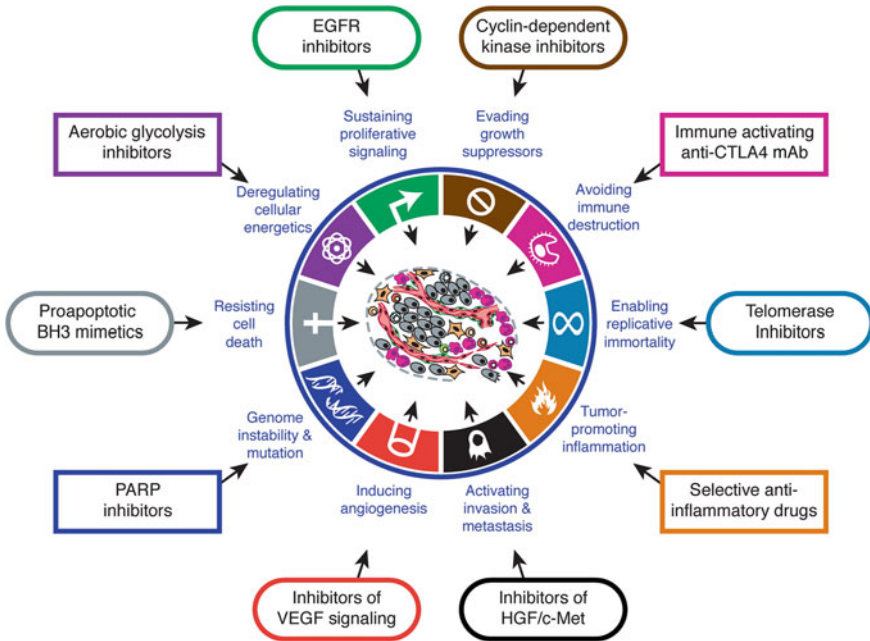 EGFR
inhibitors
Cyclin-dependent
kinase inhibitors
Sustaining
proliferative
signaling
Evading
growth
suppressors
Aerobic glycolysis
inhibitors
Immune activating
anti-CTLA4 mAb
Deregulating
cellular
energetics
Avoiding
immune
destruction
Proapoptotic
BH3 mimetics
Resisting
cell
death
Enabling
replicative
immortality
Telomerase
Inhibitors
Genome
instability &
mutation
Tumor-
promoting
inflammation
PARP
inhibitors
Inducing
angiogenesis
Activating
invasion &
metastasis
Selective anti-
inflammatory drugs
Inhibitors of
VEGF signaling
Inhibitors of
HGF/c-Met